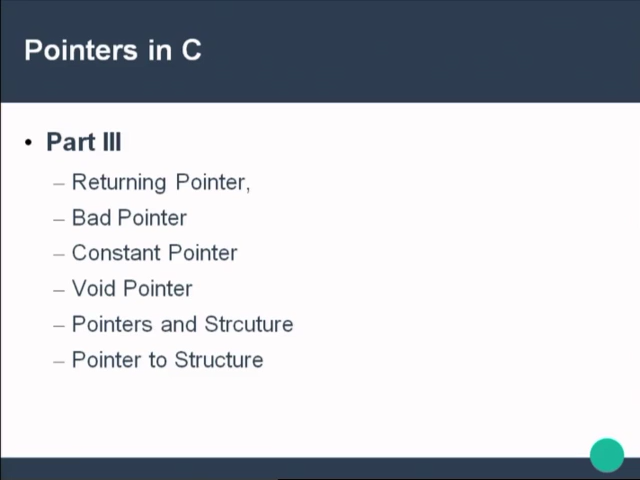 Pointers in C
• Part III
– Returning Pointer,
– Bad Pointer
– Constant Pointer
– Void Pointer
– Pointers and Strcuture
– Pointer to Structure